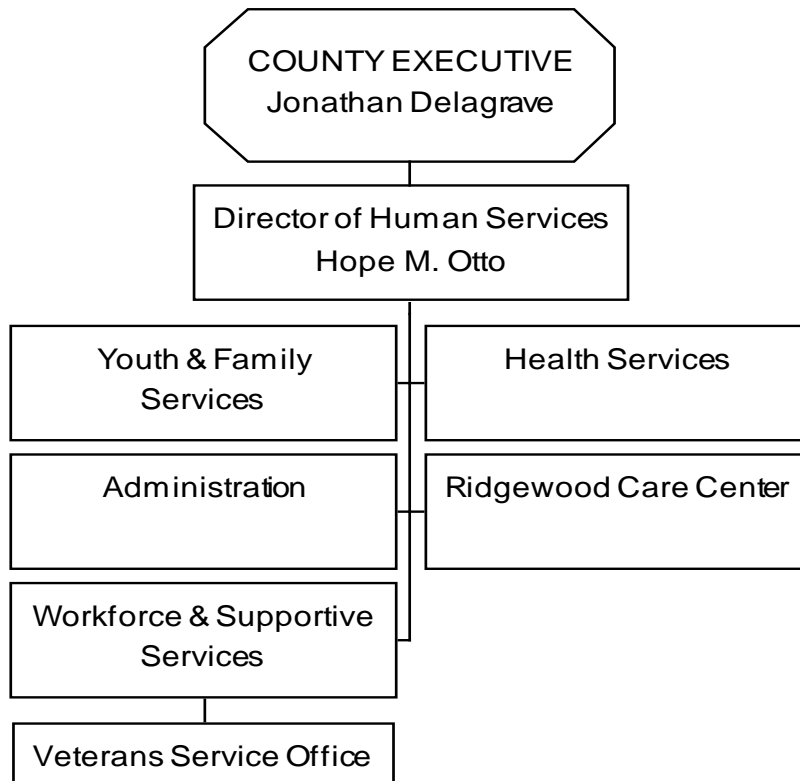 COUNTY EXECUTIVE
Jonathan Delagrave
Director of Human Services
Hope M. Otto
Youth & Family
Services
Health Services
Administration
Ridgewood Care Center
Workforce & Supportive
Services
Veterans Service Office